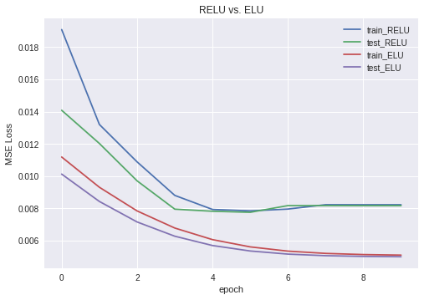 RELU vs. ELU
train_RELU
test_RELU
train_ELU
test_ELU
0.018
0.016
0.014
0.012
0.010
0.008
0.006
MSE Loss
0 2 4 6 8
epoch